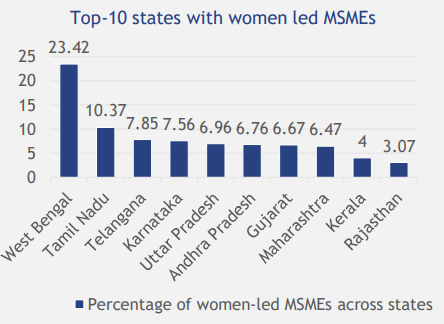 Top-10 states with women led MSMEs
25
20
15
10
5
0
23.42
10.37
7.85
7.56
6.96
6.76
6.67
6.47
4
3.07
West Bengal
Tamil Nadu
Telangana
Karnataka
Uttar Pradesh
Andhra Pradesh
Gujarat
Maharashtra
Kerala
Rajasthan
Percentage of women-led MSMEs across states